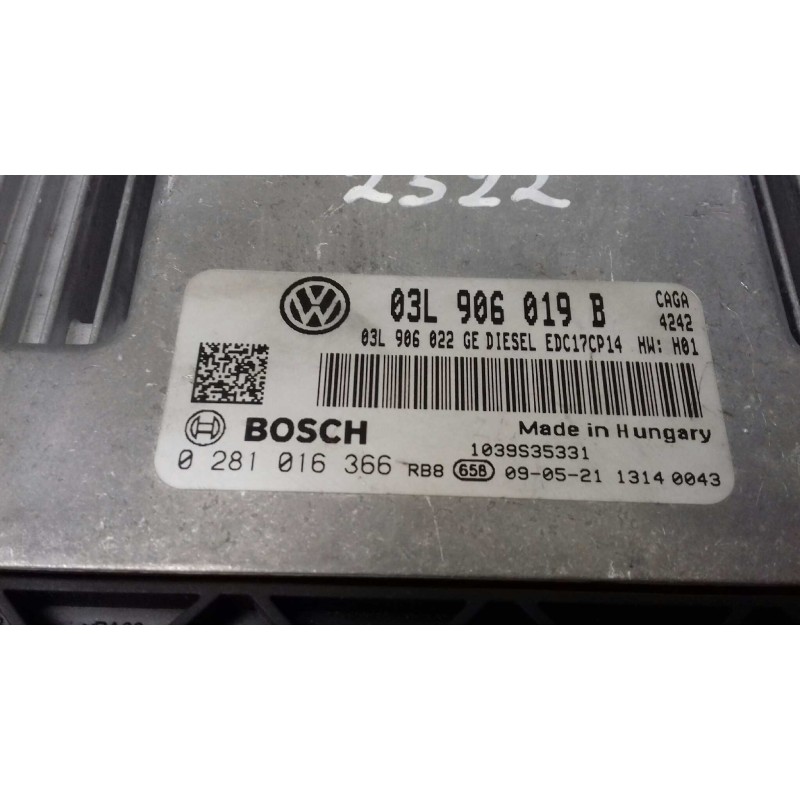 2522
03L 906 019 B
CAGA
4242
03L 906 022 GE DIESEL EDC17CP14 HW: H01
BOSCH
Made in Hungary
1039S35331
0 281 016 366 RB8 658 09-05-21 1314 0043